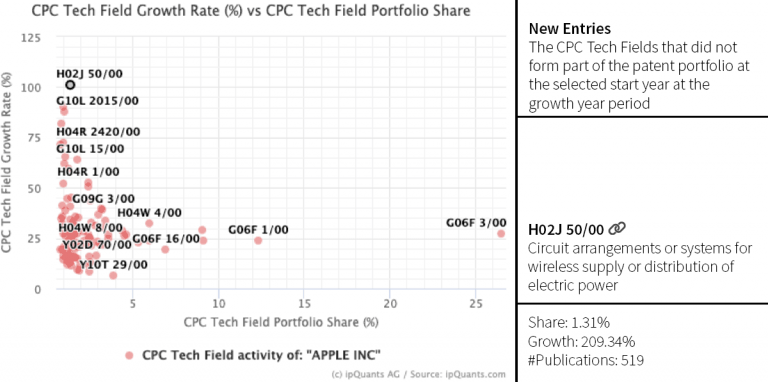 CPC Tech Field Growth Rate (%) vs CPC Tech Field Portfolio Share
CPC Tech Field Growth Rate (%)
125
100
75
50
25
0
H02J 50/00
G10L 2015/00
H04R 2420/00
G10L 15/00
H04R 1/00
G09G 3/00
H04W 4/00
H04W 8/00
G06F 1/00
G06F 3/00
Y02D 70/00
G06F 16/00
Y10T 29/00
5
10
15
20
25
CPC Tech Field Portfolio Share (%)
CPC Tech Field activity of: "APPLE INC"
(c) ipQuants AG / Source: ipQuants.com
New Entries
The CPC Tech Fields that did not
form part of the patent portfolio at
the selected start year at the
growth year period
H02J 50/00
Circuit arrangements or systems for
wireless supply or distribution of
electric power
Share: 1.31%
Growth: 209.34%
#Publications: 519